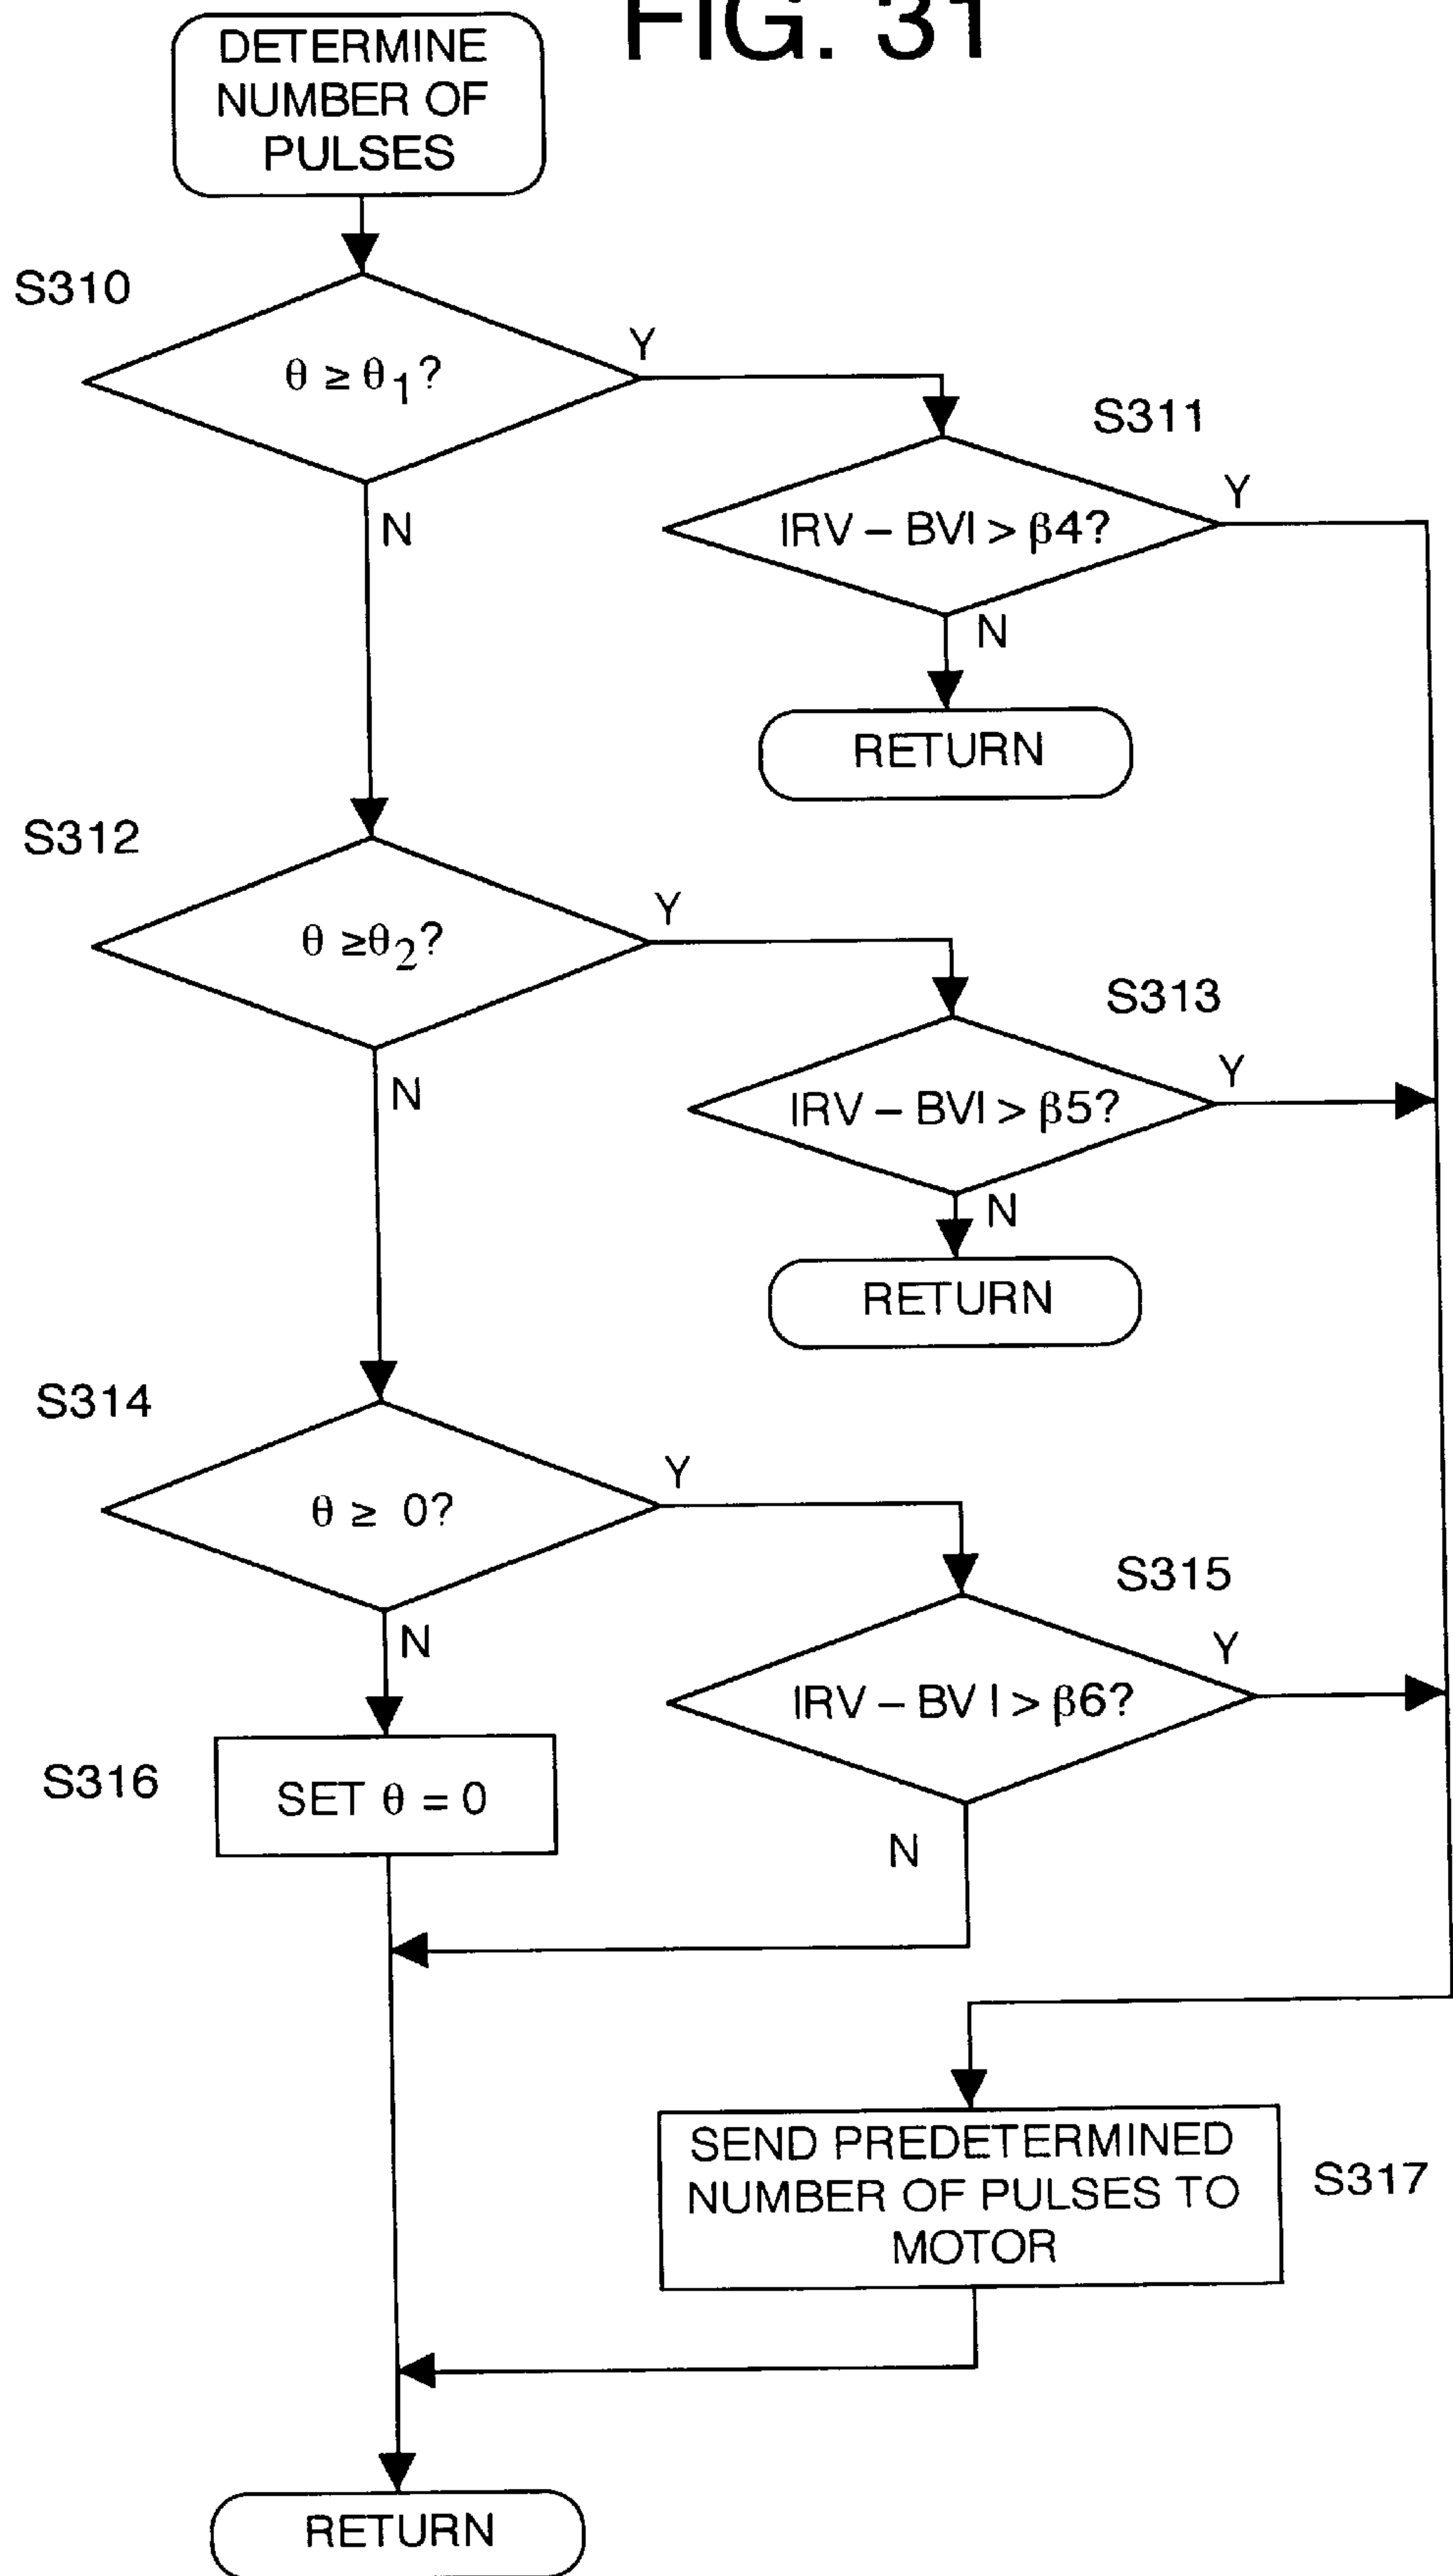 FIG. 31
DETERMINE
NUMBER OF
PULSES
S310
θ ≥ θ1?
Y
N
S311
IRV – BVI > β4?
Y
N
RETURN
S312
θ ≥θ2?
Y
N
S313
IRV – BVI > β5?
Y
N
RETURN
S314
θ ≥ 0?
Y
N
S315
IRV – BV I > β6?
Y
N
S316
SET θ = 0
SEND PREDETERMINED
NUMBER OF PULSES TO
MOTOR
S317
RETURN